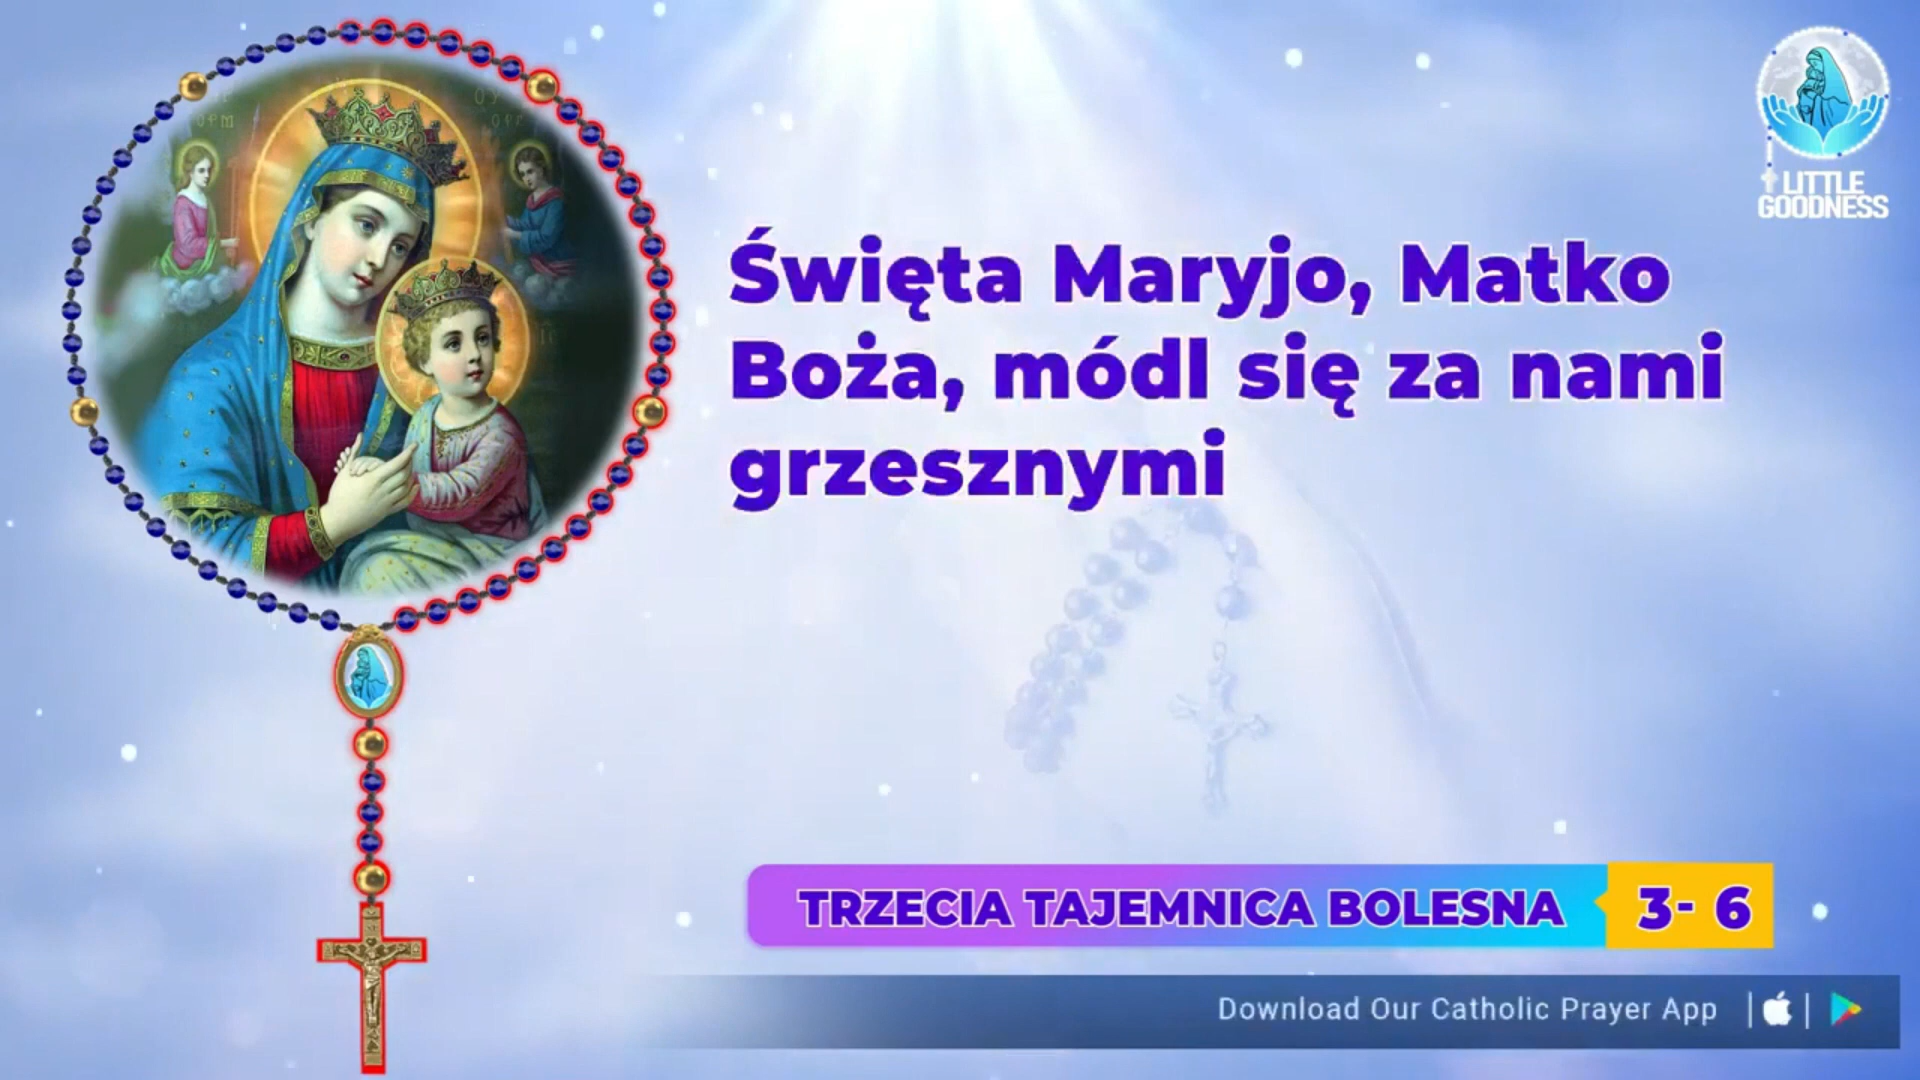 LITTLE
GOODNESS
Święta Maryjo, Matko
Boża, módl się za nami
grzesznymi
TRZECIA TAJEMNICA BOLESNA 3- 6
Download Our Catholic Prayer App